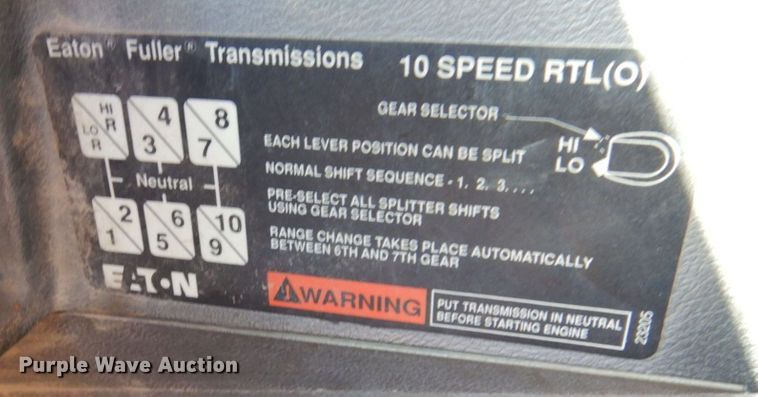 Eaton® Fuller® Transmissions
10 SPEED RTL(O)
GEAR SELECTOR
HI
LO
HI R
LO R
4
3
8
7
Neutral
2
1
6
5
10
9
EATON
EACH LEVER POSITION CAN BE SPLIT
NORMAL SHIFT SEQUENCE - 1, 2, 3, . . .
PRE-SELECT ALL SPLITTER SHIFTS
USING GEAR SELECTOR
RANGE CHANGE TAKES PLACE AUTOMATICALLY
BETWEEN 6TH AND 7TH GEAR
WARNING
PUT TRANSMISSION IN NEUTRAL
BEFORE STARTING ENGINE
23205
Purple Wave Auction